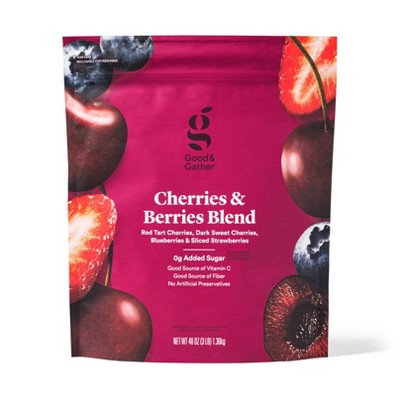 Good&
Gather
Cherries &
Berries Blend
Red Tart Cherries, Dark Sweet Cherries,
Blueberries & Sliced Strawberries
0g Added Sugar
Good Source of Vitamin C
Good Source of Fiber
No Artificial Preservatives
NET WT 48 OZ (3 LB) 1.36kg